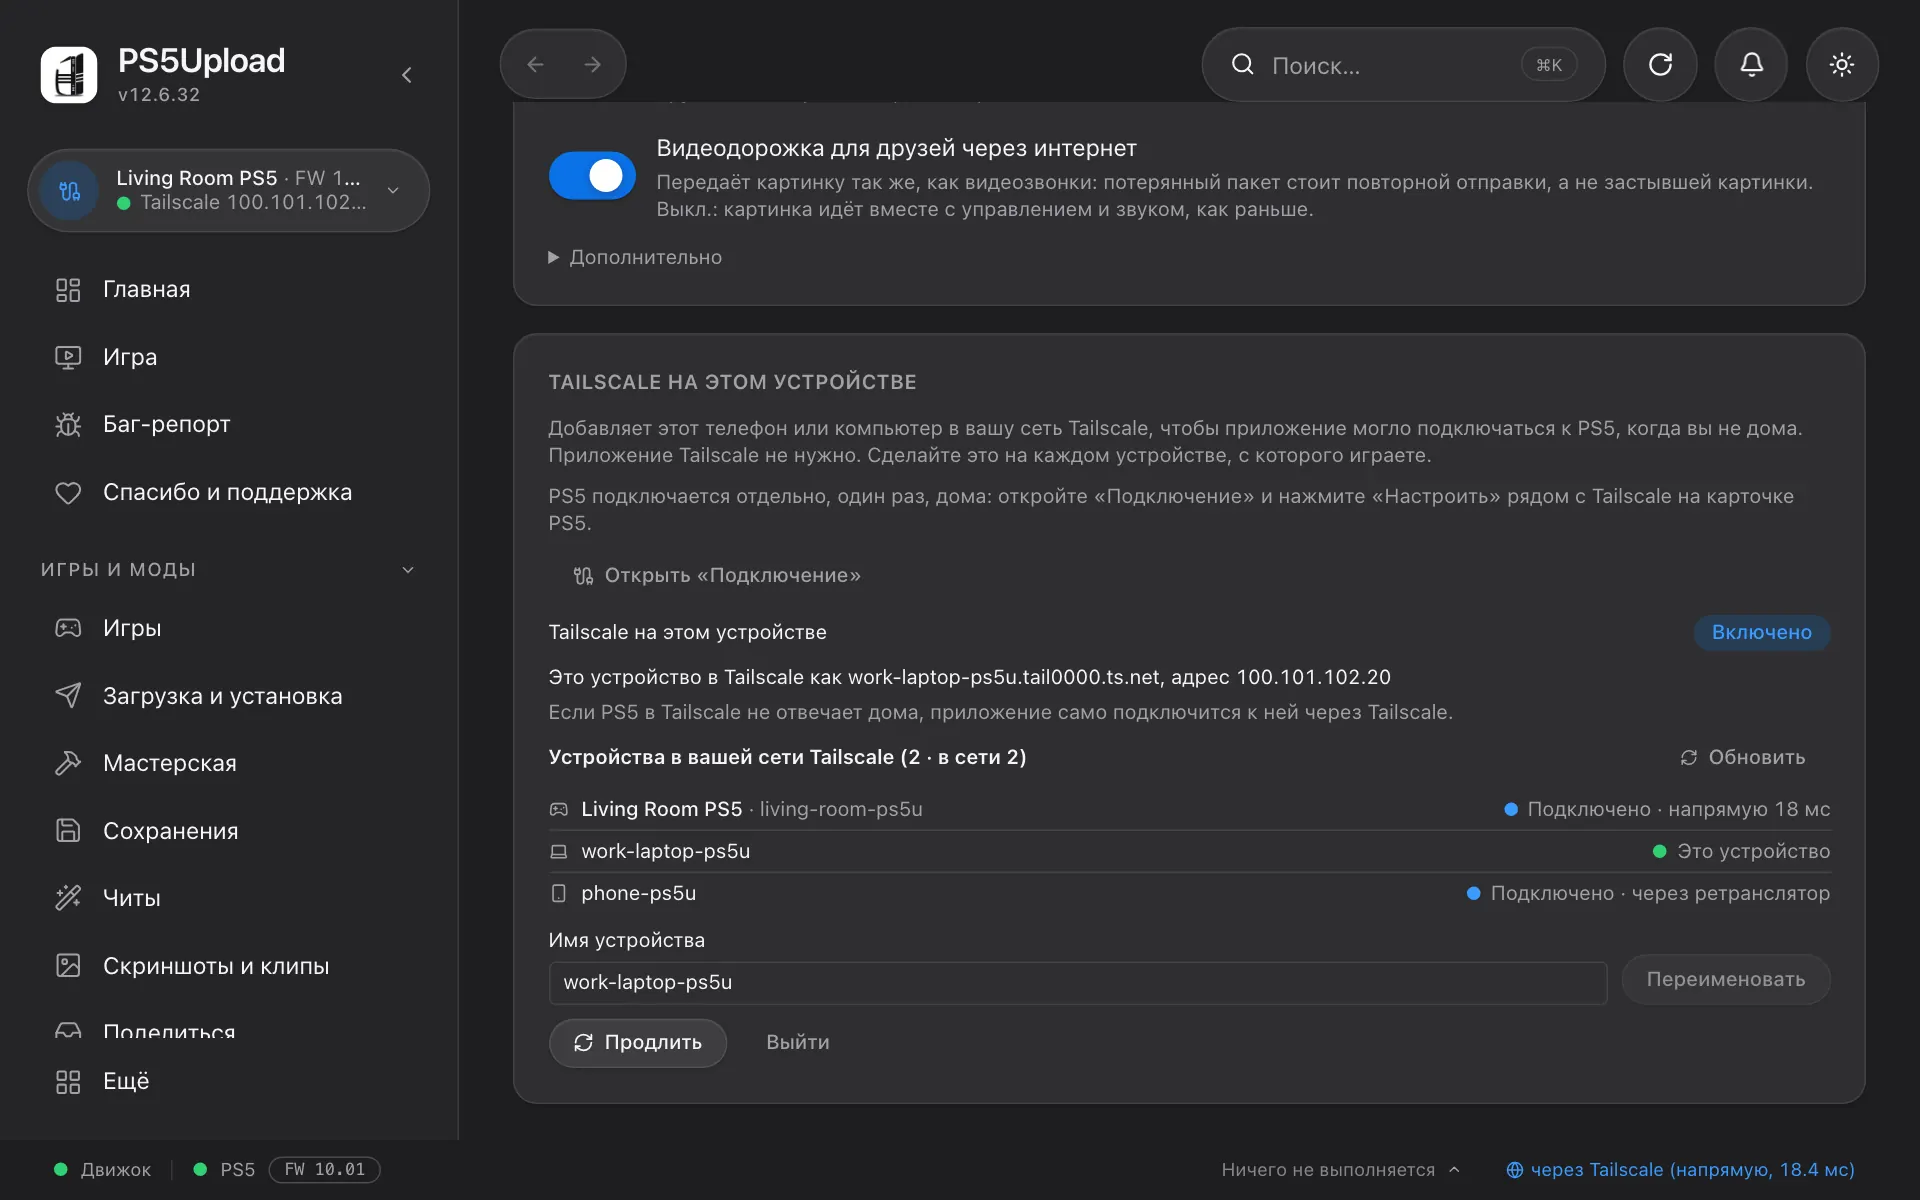 PS5Upload
v12.6.32
Living Room PS5 · FW 1...
Tailscale 100.101.102...
Главная
Игра
Баг-репорт
Спасибо и поддержка
ИГРЫ И МОДЫ
Игры
Загрузка и установка
Мастерская
Сохранения
Читы
Скриншоты и клипы
Поделиться
Ещё
Поиск...
⌘K
Видеодорожка для друзей через интернет
Передаёт картинку так же, как видеозвонки: потерянный пакет стоит повторной отправки, а не застывшей картинки.
Выкл.: картинка идёт вместе с управлением и звуком, как раньше.
Дополнительно
TAILSCALE НА ЭТОМ УСТРОЙСТВЕ
Добавляет этот телефон или компьютер в вашу сеть Tailscale, чтобы приложение могло подключаться к PS5, когда вы не дома.
Приложение Tailscale не нужно. Сделайте это на каждом устройстве, с которого играете.
PS5 подключается отдельно, один раз, дома: откройте «Подключение» и нажмите «Настроить» рядом с Tailscale на карточке
PS5.
Открыть «Подключение»
Tailscale на этом устройстве
Включено
Это устройство в Tailscale как work-laptop-ps5u.tail0000.ts.net, адрес 100.101.102.20
Если PS5 в Tailscale не отвечает дома, приложение само подключится к ней через Tailscale.
Устройства в вашей сети Tailscale (2 · в сети 2)
Обновить
Living Room PS5 · living-room-ps5u
Подключено · напрямую 18 мс
work-laptop-ps5u
Это устройство
phone-ps5u
Подключено · через ретранслятор
Имя устройства
work-laptop-ps5u
Переименовать
Продлить
Выйти
Движок
PS5
FW 10.01
Ничего не выполняется
через Tailscale (напрямую, 18.4 мс)